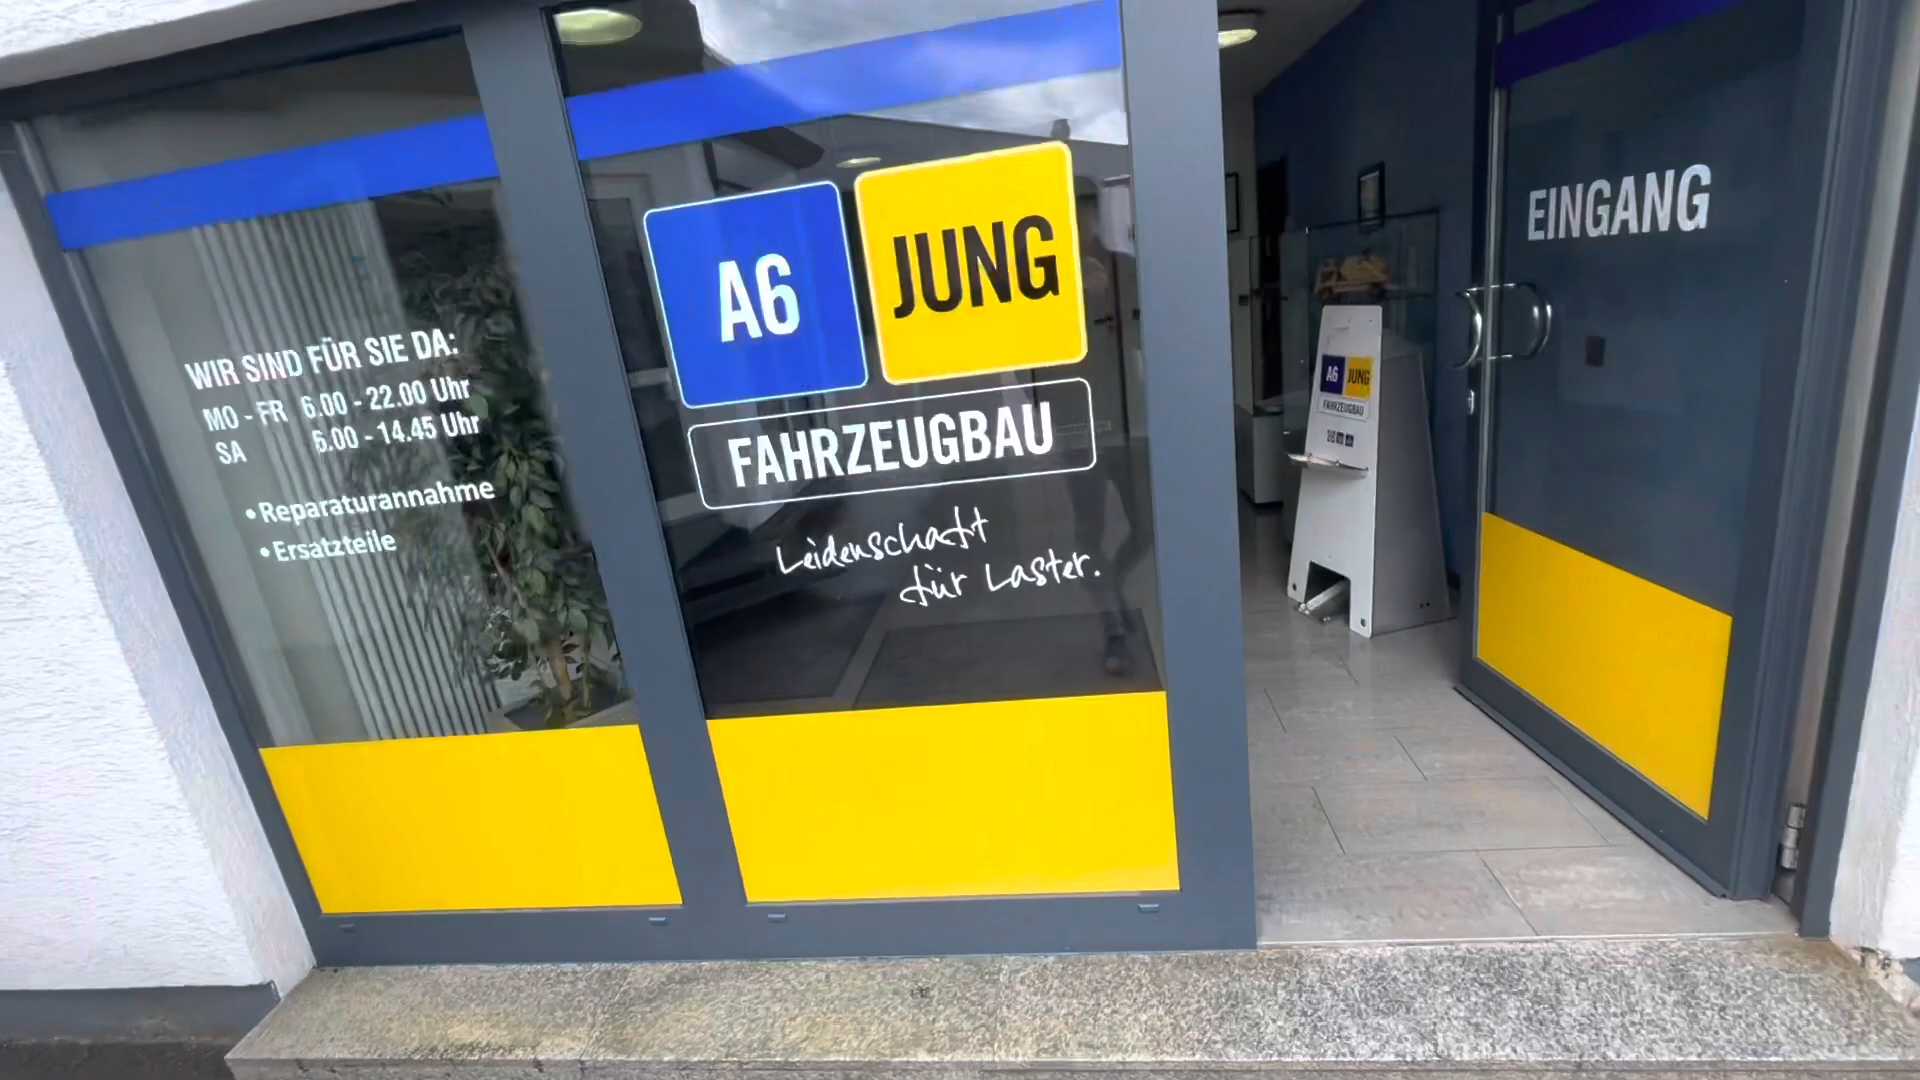 WIR SIND FÜR SIE DA:
MO - FR 6.00 - 22.00 Uhr
SA 6.00 - 14.45 Uhr
• Reparaturannahme
• Ersatzteile
A6 JUNG
FAHRZEUGBAU
Leidenschaft
für Laster.
A6 JUNG
FAHRZEUGBAU
EINGANG